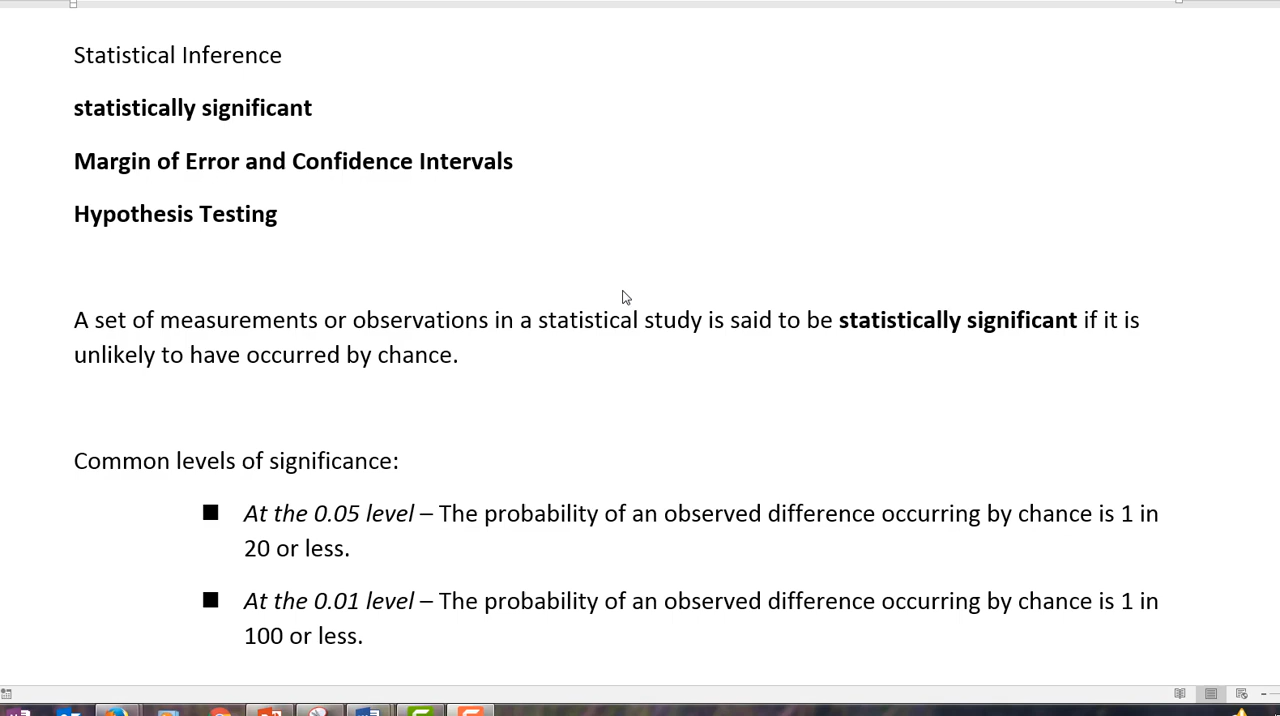 Statistical Inference
statistically significant
Margin of Error and Confidence Intervals
Hypothesis Testing
A set of measurements or observations in a statistical study is said to be statistically significant if it is
unlikely to have occurred by chance.
Common levels of significance:
■ At the 0.05 level – The probability of an observed difference occurring by chance is 1 in
20 or less.
■ At the 0.01 level – The probability of an observed difference occurring by chance is 1 in
100 or less.